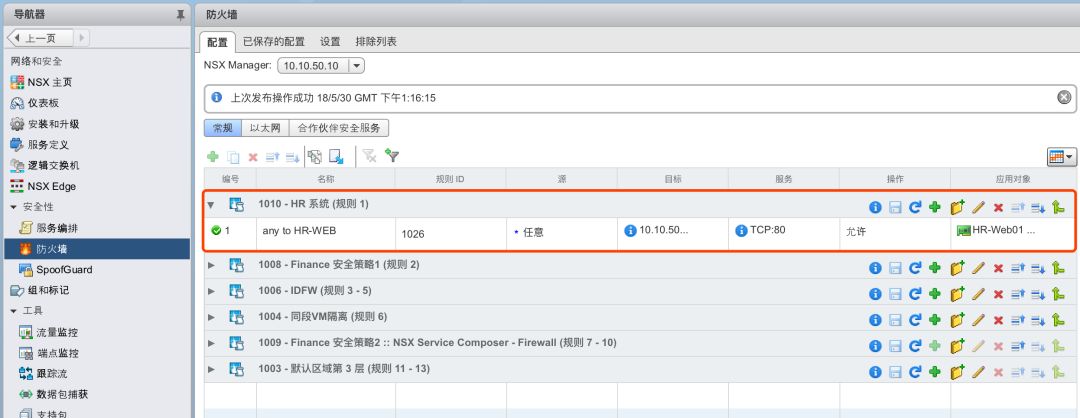 导航器
上一页
网络和安全
NSX 主页
仪表板
安装和升级
服务定义
逻辑交换机
NSX Edge
安全性
服务编排
防火墙
SpoofGuard
组和标记
工具
流量监控
端点监控
跟踪流
数据包捕获
支持包
防火墙
配置 已保存的配置 设置 排除列表
NSX Manager: 10.10.50.10
上次发布操作成功 18/5/30 GMT 下午1:16:15
常规 以太网 合作伙伴安全服务
编号 名称 规则 ID 源 目标 服务 操作 应用对象
1010 - HR 系统 (规则 1)
1 any to HR-WEB 1026 * 任意 10.10.50... TCP:80 允许 HR-Web01 ...
1008 - Finance 安全策略1 (规则 2)
1006 - IDFW (规则 3 - 5)
1004 - 同段VM隔离 (规则 6)
1009 - Finance 安全策略2 :: NSX Service Composer - Firewall (规则 7 - 10)
1003 - 默认区域第 3 层 (规则 11 - 13)